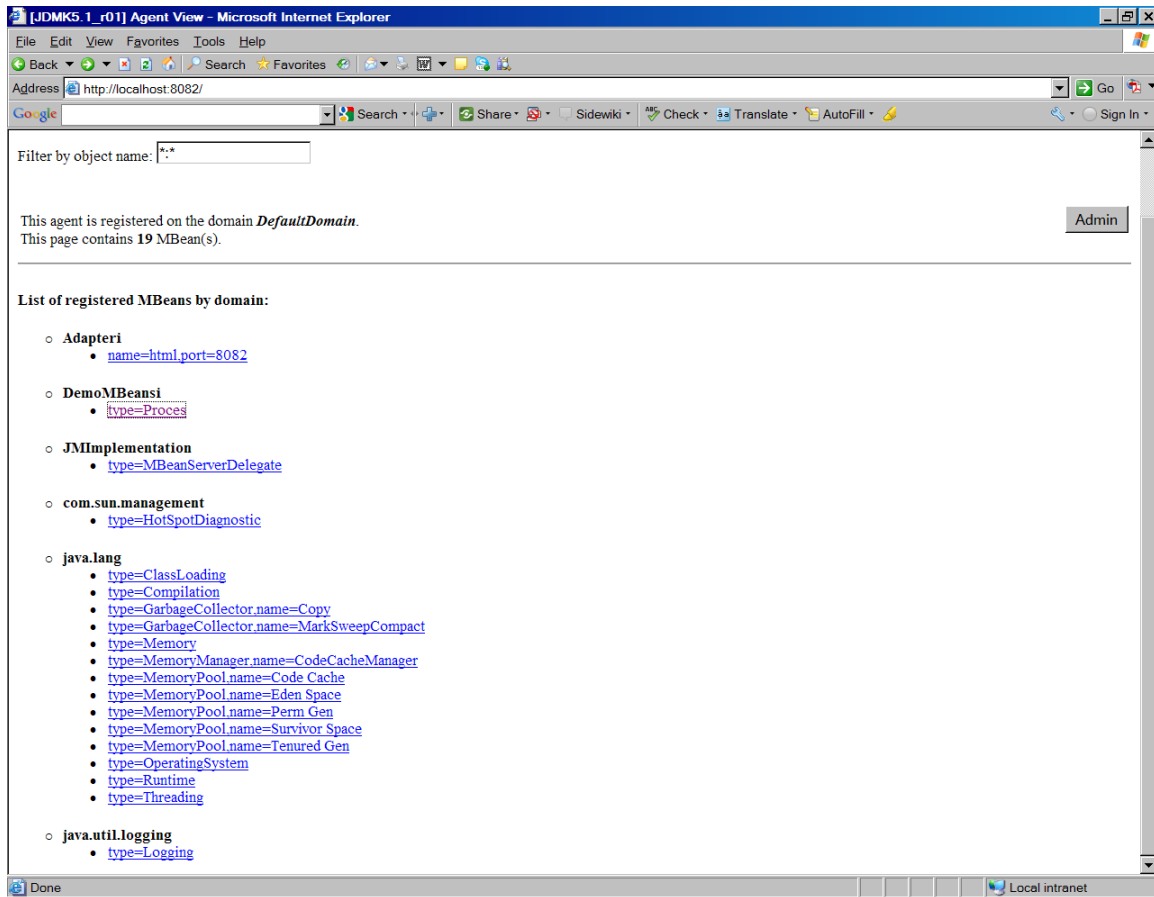 [JDMK5.1_r01] Agent View - Microsoft Internet Explorer
File Edit View Favorites Tools Help
Back Search Favorites
Address http://localhost:8082/ Go
Google Search Share Sidewiki Check Translate AutoFill Sign In
Filter by object name: *:*
This agent is registered on the domain DefaultDomain.
Admin
This page contains 19 MBean(s).
List of registered MBeans by domain:
Adapteri
name=html,port=8082
DemoMBeansi
type=Proces
JMImplementation
type=MBeanServerDelegate
com.sun.management
type=HotSpotDiagnostic
java.lang
type=ClassLoading
type=Compilation
type=GarbageCollector,name=Copy
type=GarbageCollector,name=MarkSweepCompact
type=Memory
type=MemoryManager,name=CodeCacheManager
type=MemoryPool,name=Code Cache
type=MemoryPool,name=Eden Space
type=MemoryPool,name=Perm Gen
type=MemoryPool,name=Survivor Space
type=MemoryPool,name=Tenured Gen
type=OperatingSystem
type=Runtime
type=Threading
java.util.logging
type=Logging
Done Local intranet